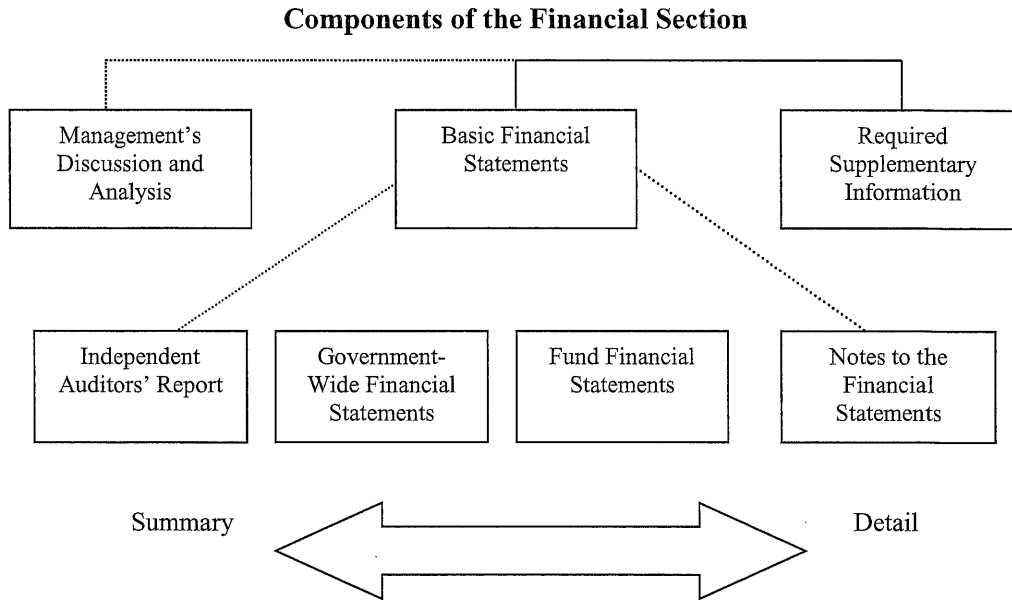 Components of the Financial Section
Management's
Discussion and
Analysis
Basic Financial
Statements
Required
Supplementary
Information
Independent
Auditors' Report
Government-
Wide Financial
Statements
Fund Financial
Statements
Notes to the
Financial
Statements
Summary
Detail